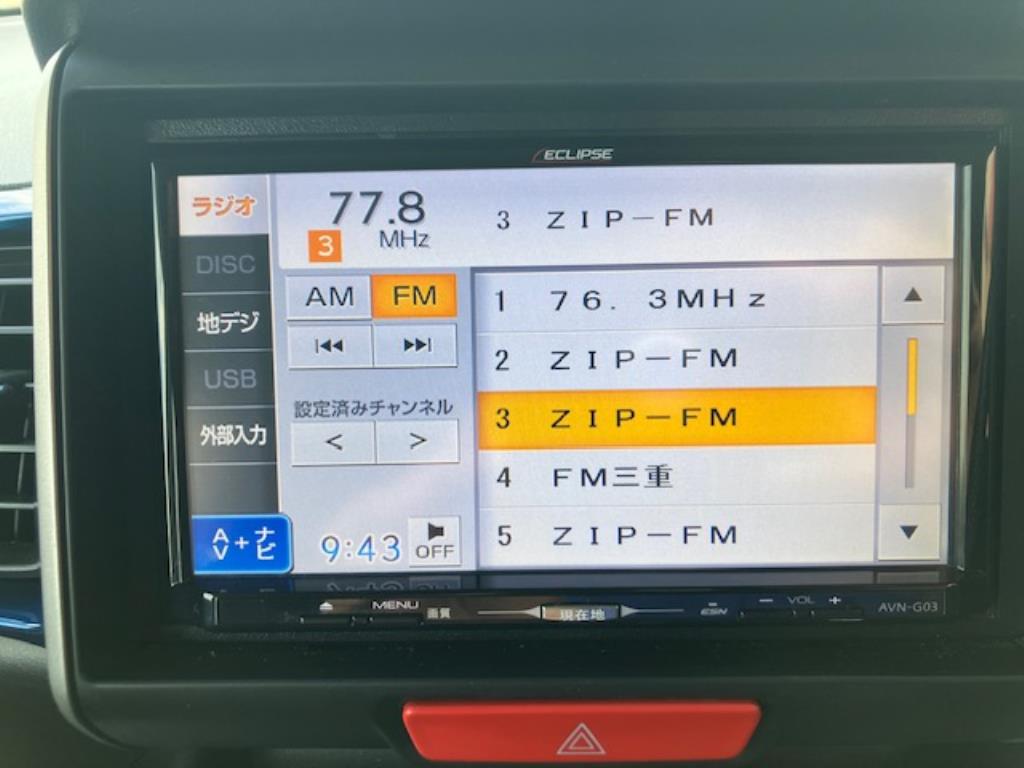 ECLIPSE
ラジオ
77.8
MHz
3
3 ZIP-FM
DISC
AM
FM
1 76.3MHz
地デジ
2 ZIP-FM
USB
設定済みチャンネル
3 ZIP-FM
外部入力
< >
4 FM三重
AV+ナビ
9:43
OFF
5 ZIP-FM
MENU
画質
現在地
ESN
- VOL +
AVN-G03